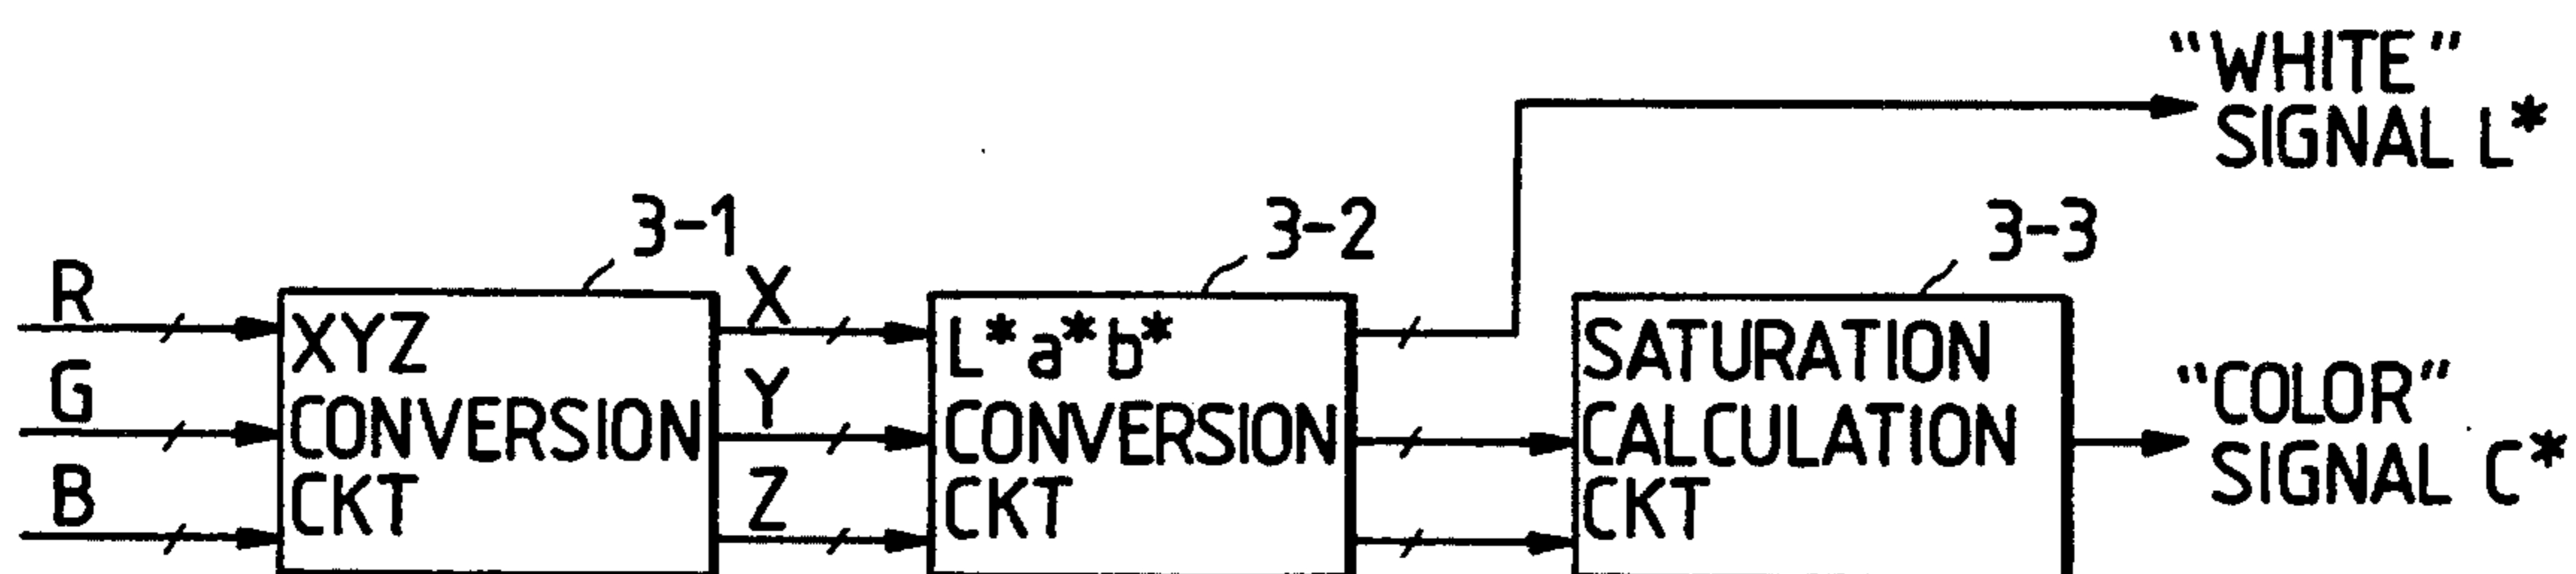 "WHITE"
SIGNAL L*
3-1
3-2
3-3
R
G
B
XYZ
CONVERSION
CKT
X
Y
Z
L*a*b*
CONVERSION
CKT
SATURATION
CALCULATION
CKT
"COLOR"
SIGNAL C*